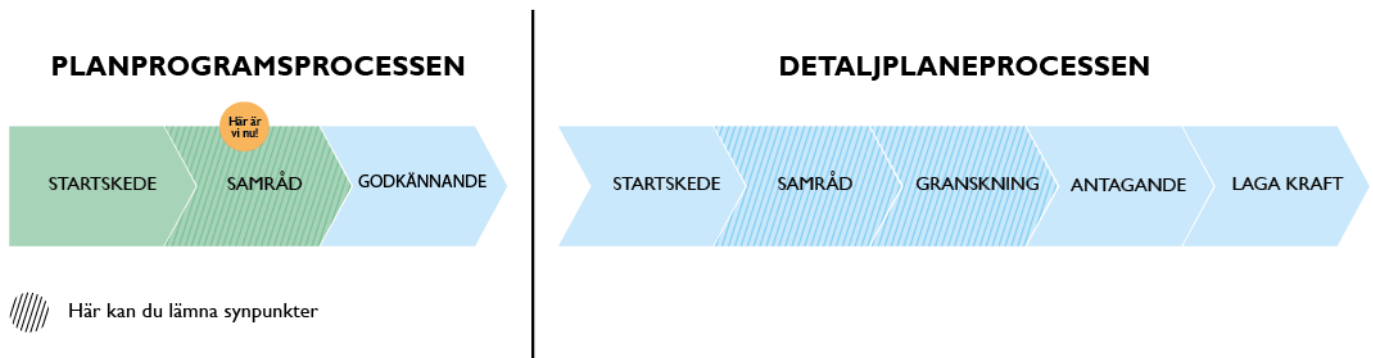 PLANPROGRAMSPROCESSEN
Här är
vi nu!
STARTSKEDE
SAMRÅD
GODKÄNNANDE
Här kan du lämna synpunkter
DETALJPLANEPROCESSEN
STARTSKEDE
SAMRÅD
GRANSKNING
ANTAGANDE
LAGA KRAFT